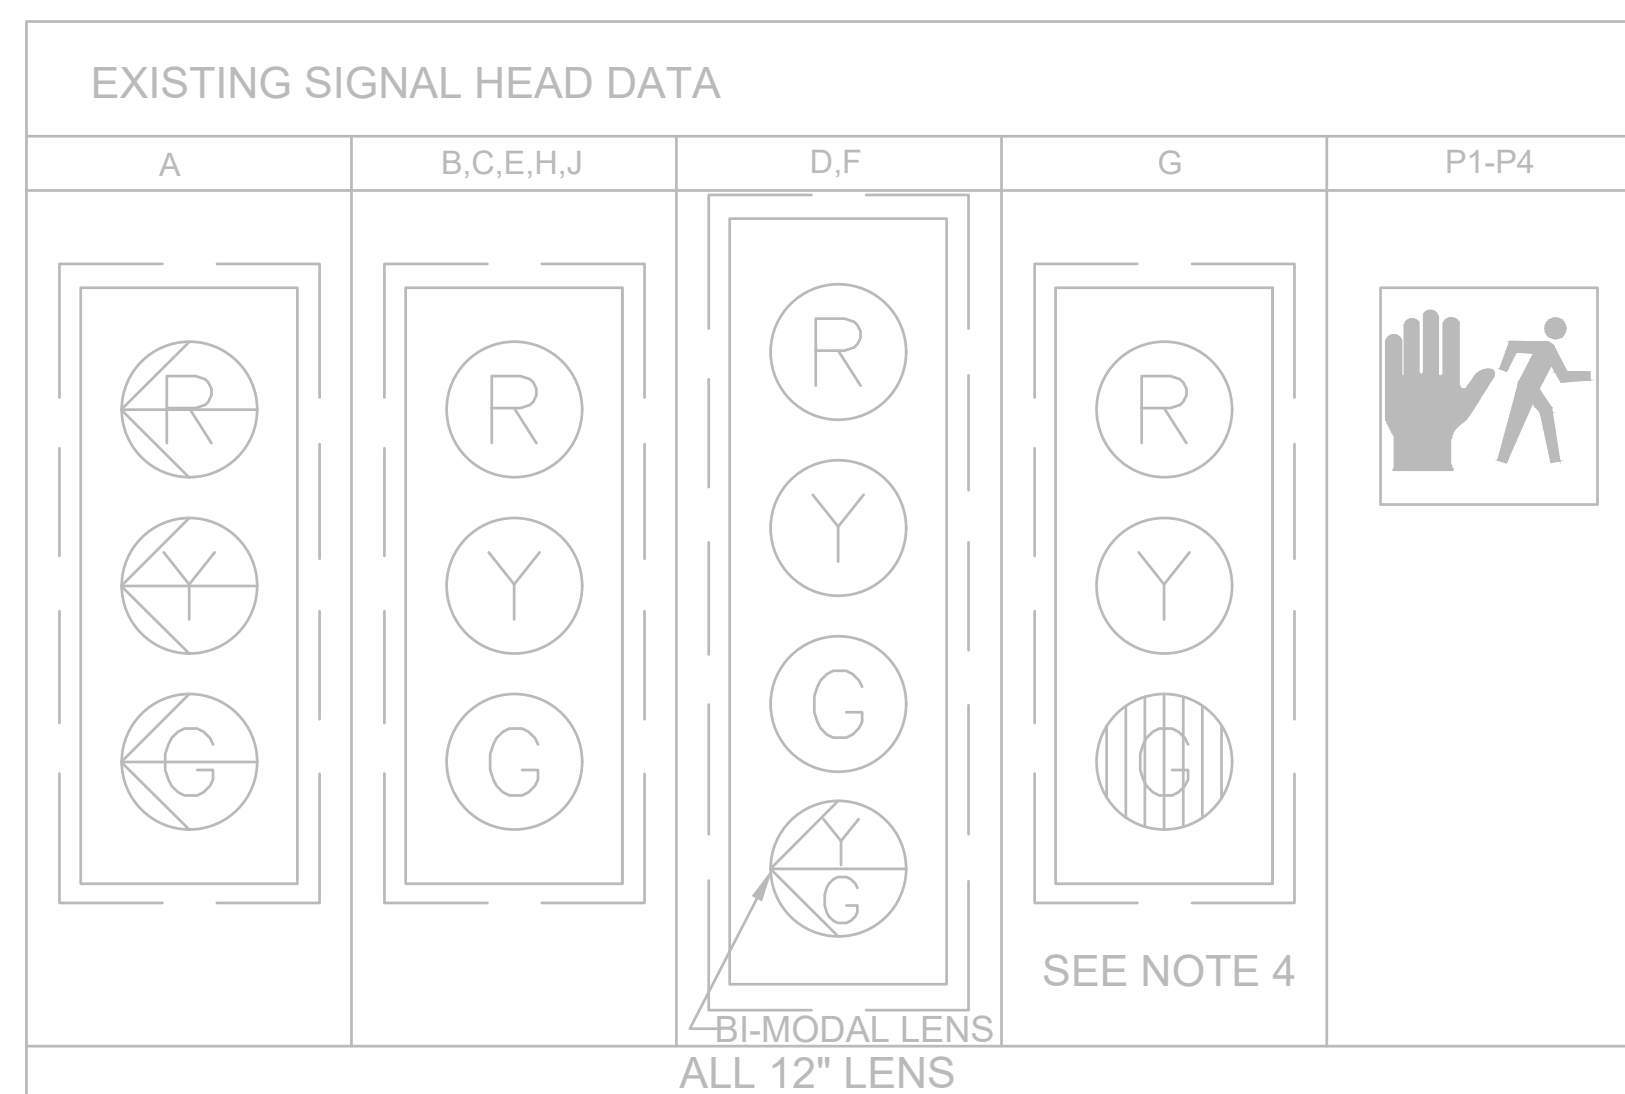 EXISTING SIGNAL HEAD DATA
A
B,C,E,H,J
D,F
G
P1-P4
R
Y
G
R
Y
G
R
Y
G
Y
G
BI-MODAL LENS
R
Y
G
SEE NOTE 4
ALL 12" LENS